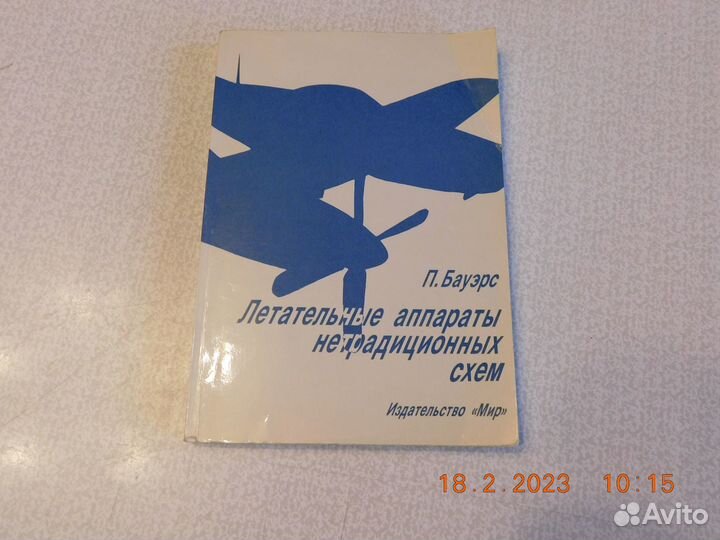 П. Бауэрс
Летательные аппараты
нетрадиционных
схем
Издательство «Мир»
18.2.2023 10:15
Avito